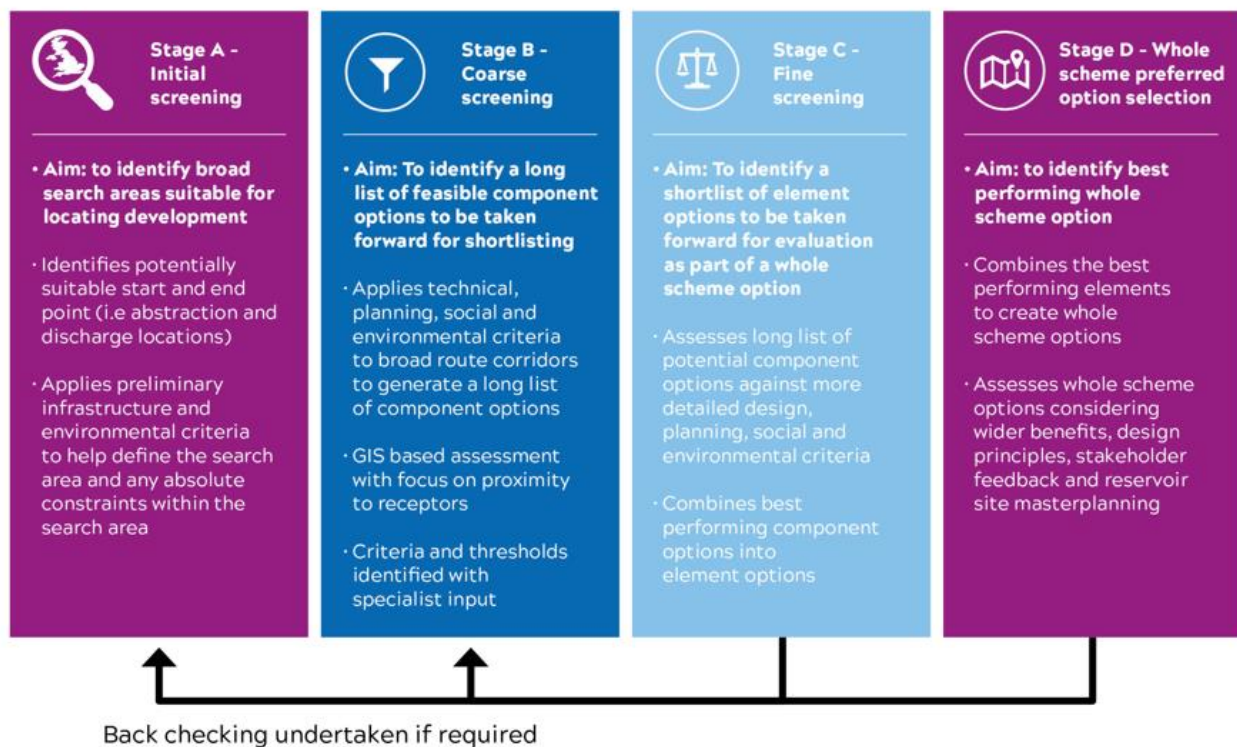 Stage A -
Initial
screening
• Aim: to identify broad
search areas suitable for
locating development
· Identifies potentially
suitable start and end
point (i.e abstraction and
discharge locations)
· Applies preliminary
infrastructure and
environmental criteria
to help define the search
area and any absolute
constraints within the
search area
Stage B -
Coarse
screening
• Aim: To identify a long
list of feasible component
options to be taken
forward for shortlisting
· Applies technical,
planning, social and
environmental criteria
to broad route corridors
to generate a long list
of component options
· GIS based assessment
with focus on proximity
to receptors
· Criteria and thresholds
identified with
specialist input
Stage C -
Fine
screening
• Aim: To identify a
shortlist of element
options to be taken
forward for evaluation
as part of a whole
scheme option
· Assesses long list of
potential component
options against more
detailed design,
planning, social and
environmental criteria
· Combines best
performing component
options into
element options
Stage D - Whole
scheme preferred
option selection
• Aim: to identify best
performing whole
scheme option
· Combines the best
performing elements
to create whole
scheme options
· Assesses whole scheme
options considering
wider benefits, design
principles, stakeholder
feedback and reservoir
site masterplanning
Back checking undertaken if required